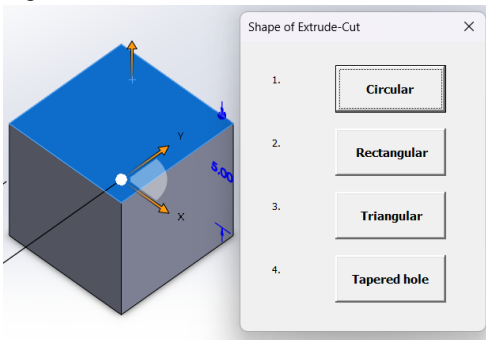 Shape of Extrude-Cut
Y
5.00
X
1.
Circular
2.
Rectangular
3.
Triangular
4.
Tapered hole